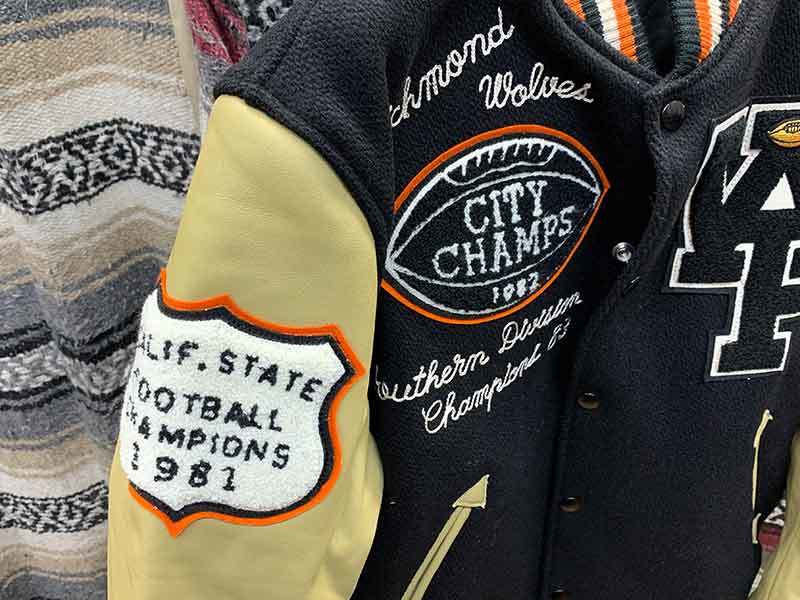 chmond
Wolves
CITY
CHAMPS
1982
outhern Division
Champions 83
ALIF. STATE
FOOTBALL
CHAMPIONS
1981